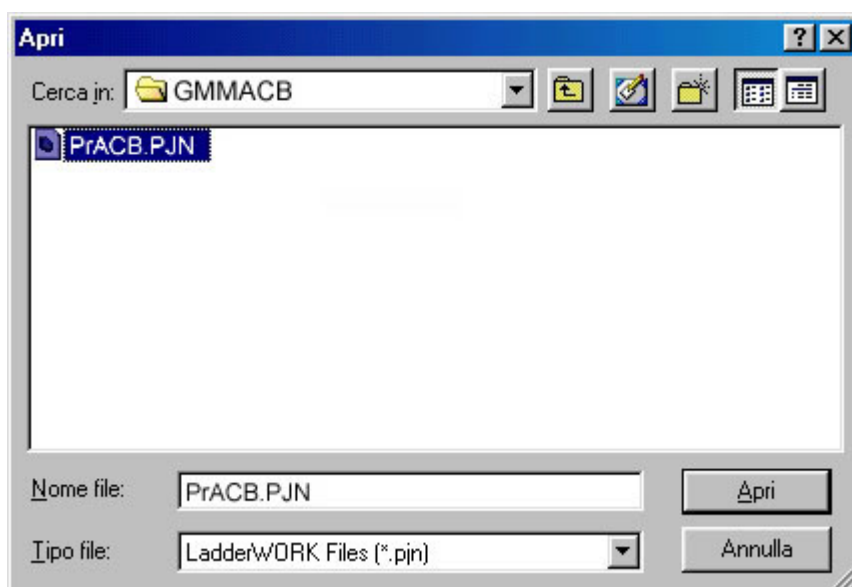 Apri
Cerca in: GMMACB
PrACB.PJN
Nome file: PrACB.PJN Apri
Tipo file: LadderWORK Files (*.pjn) Annulla